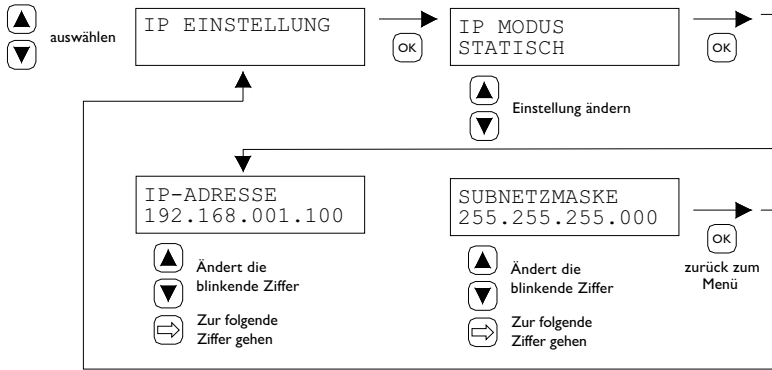 auswählen
IP EINSTELLUNG
OK
IP MODUS
STATISCH
OK
Einstellung ändern
IP-ADRESSE
192.168.001.100
Ändert die
blinkende Ziffer
Zur folgende
Ziffer gehen
SUBNETZMASKE
255.255.255.000
Ändert die
blinkende Ziffer
Zur folgende
Ziffer gehen
OK
zurück zum
Menü